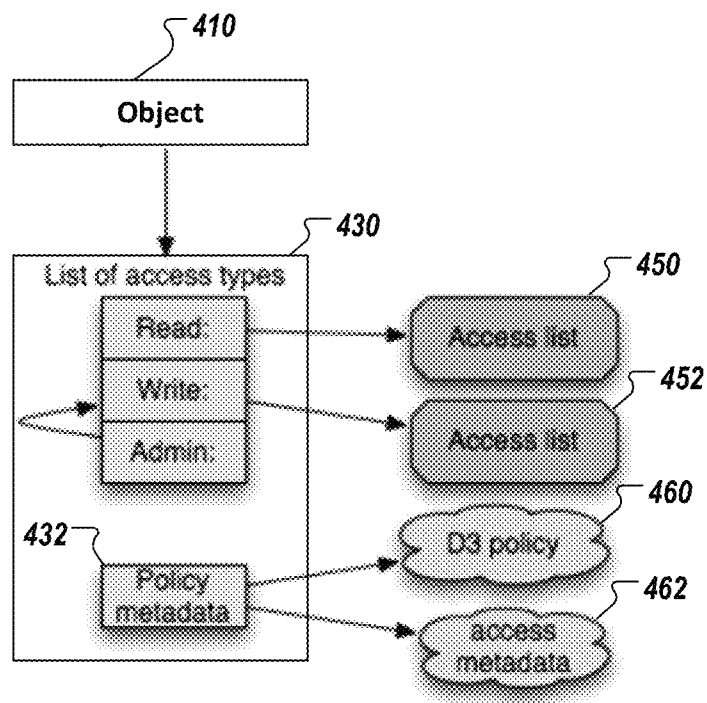 410
Object
430
List of access types
Read:
Write:
Admin:
450
Access list
452
Access list
432
Policy
metadata
460
D3 policy
462
access
metadata